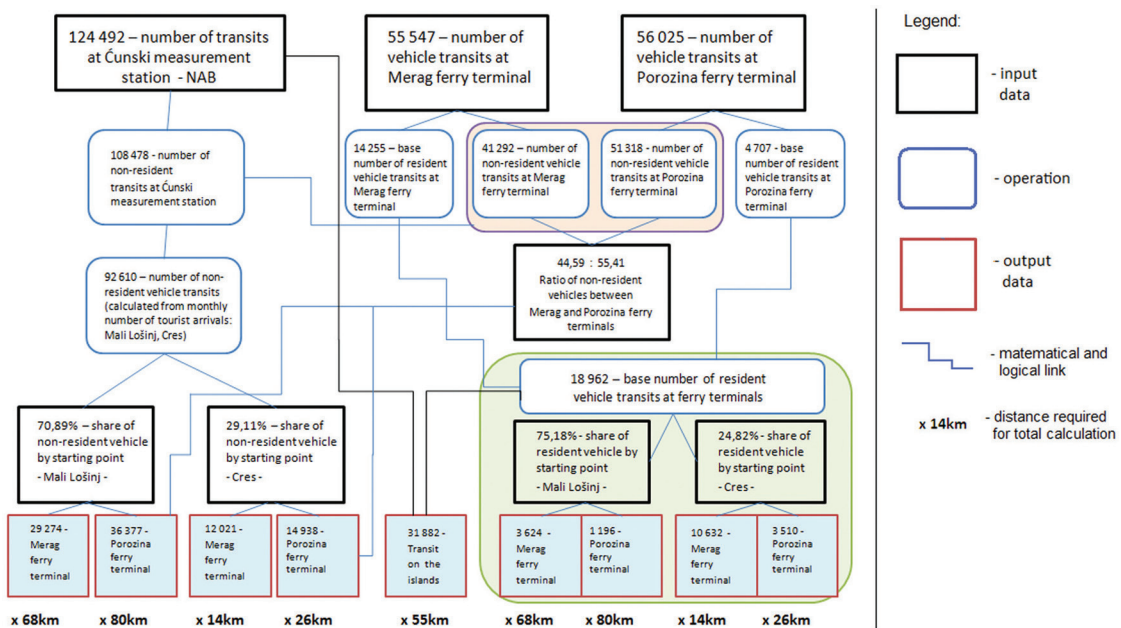 124 492 – number of transits
at Ćunski measurement
station - NAB
55 547 – number of
vehicle transits at
Merag ferry terminal
56 025 – number of
vehicle transits at
Porozina ferry terminal
108 478 - number of
non-resident
transits at Ćunski
measurement station
14 255 – base
number of resident
vehicle transits at
Merag ferry
terminal
41 292 – number of
non-resident vehicle
transits at Merag
ferry terminal
51 318 - number of
non-resident vehicle
transits at Porozina
ferry terminal
4 707 - base
number of resident
vehicle transits at
Porozina ferry
terminal
92 610 – number of non-
resident vehicle transits
(calculated from monthly
number of tourist arrivals:
Mali Lošinj, Cres)
44,59 : 55,41
Ratio of non-resident
vehicles between
Merag and Porozina ferry
terminals
18 962 – base number of resident
vehicle transits at ferry terminals
70,89% – share of
non-resident vehicle
by starting point
- Mali Lošinj -
29,11% – share of
non-resident vehicle
by starting point
- Cres -
75,18% - share of
resident vehicle by
starting point
- Mali Lošinj -
24,82% – share of
resident vehicle by
starting point
- Cres -
29 274 -
Merag
ferry
terminal
36 377 -
Porozina
ferry
terminal
12 021 -
Merag
ferry
terminal
14 938 -
Porozina
ferry
terminal
31 882 -
Transit
on the
islands
3 624 -
Merag
ferry
terminal
1 196 -
Porozina
ferry
terminal
10 632 -
Merag
ferry
terminal
3 510 -
Porozina
ferry
terminal
x 68km
x 80km
x 14km
x 26km
x 55km
x 68km
x 80km
x 14km
x 26km
Legend:
- input
data
- operation
- output
data
- matematical and
logical link
x 14km
- distance required
for total calculation